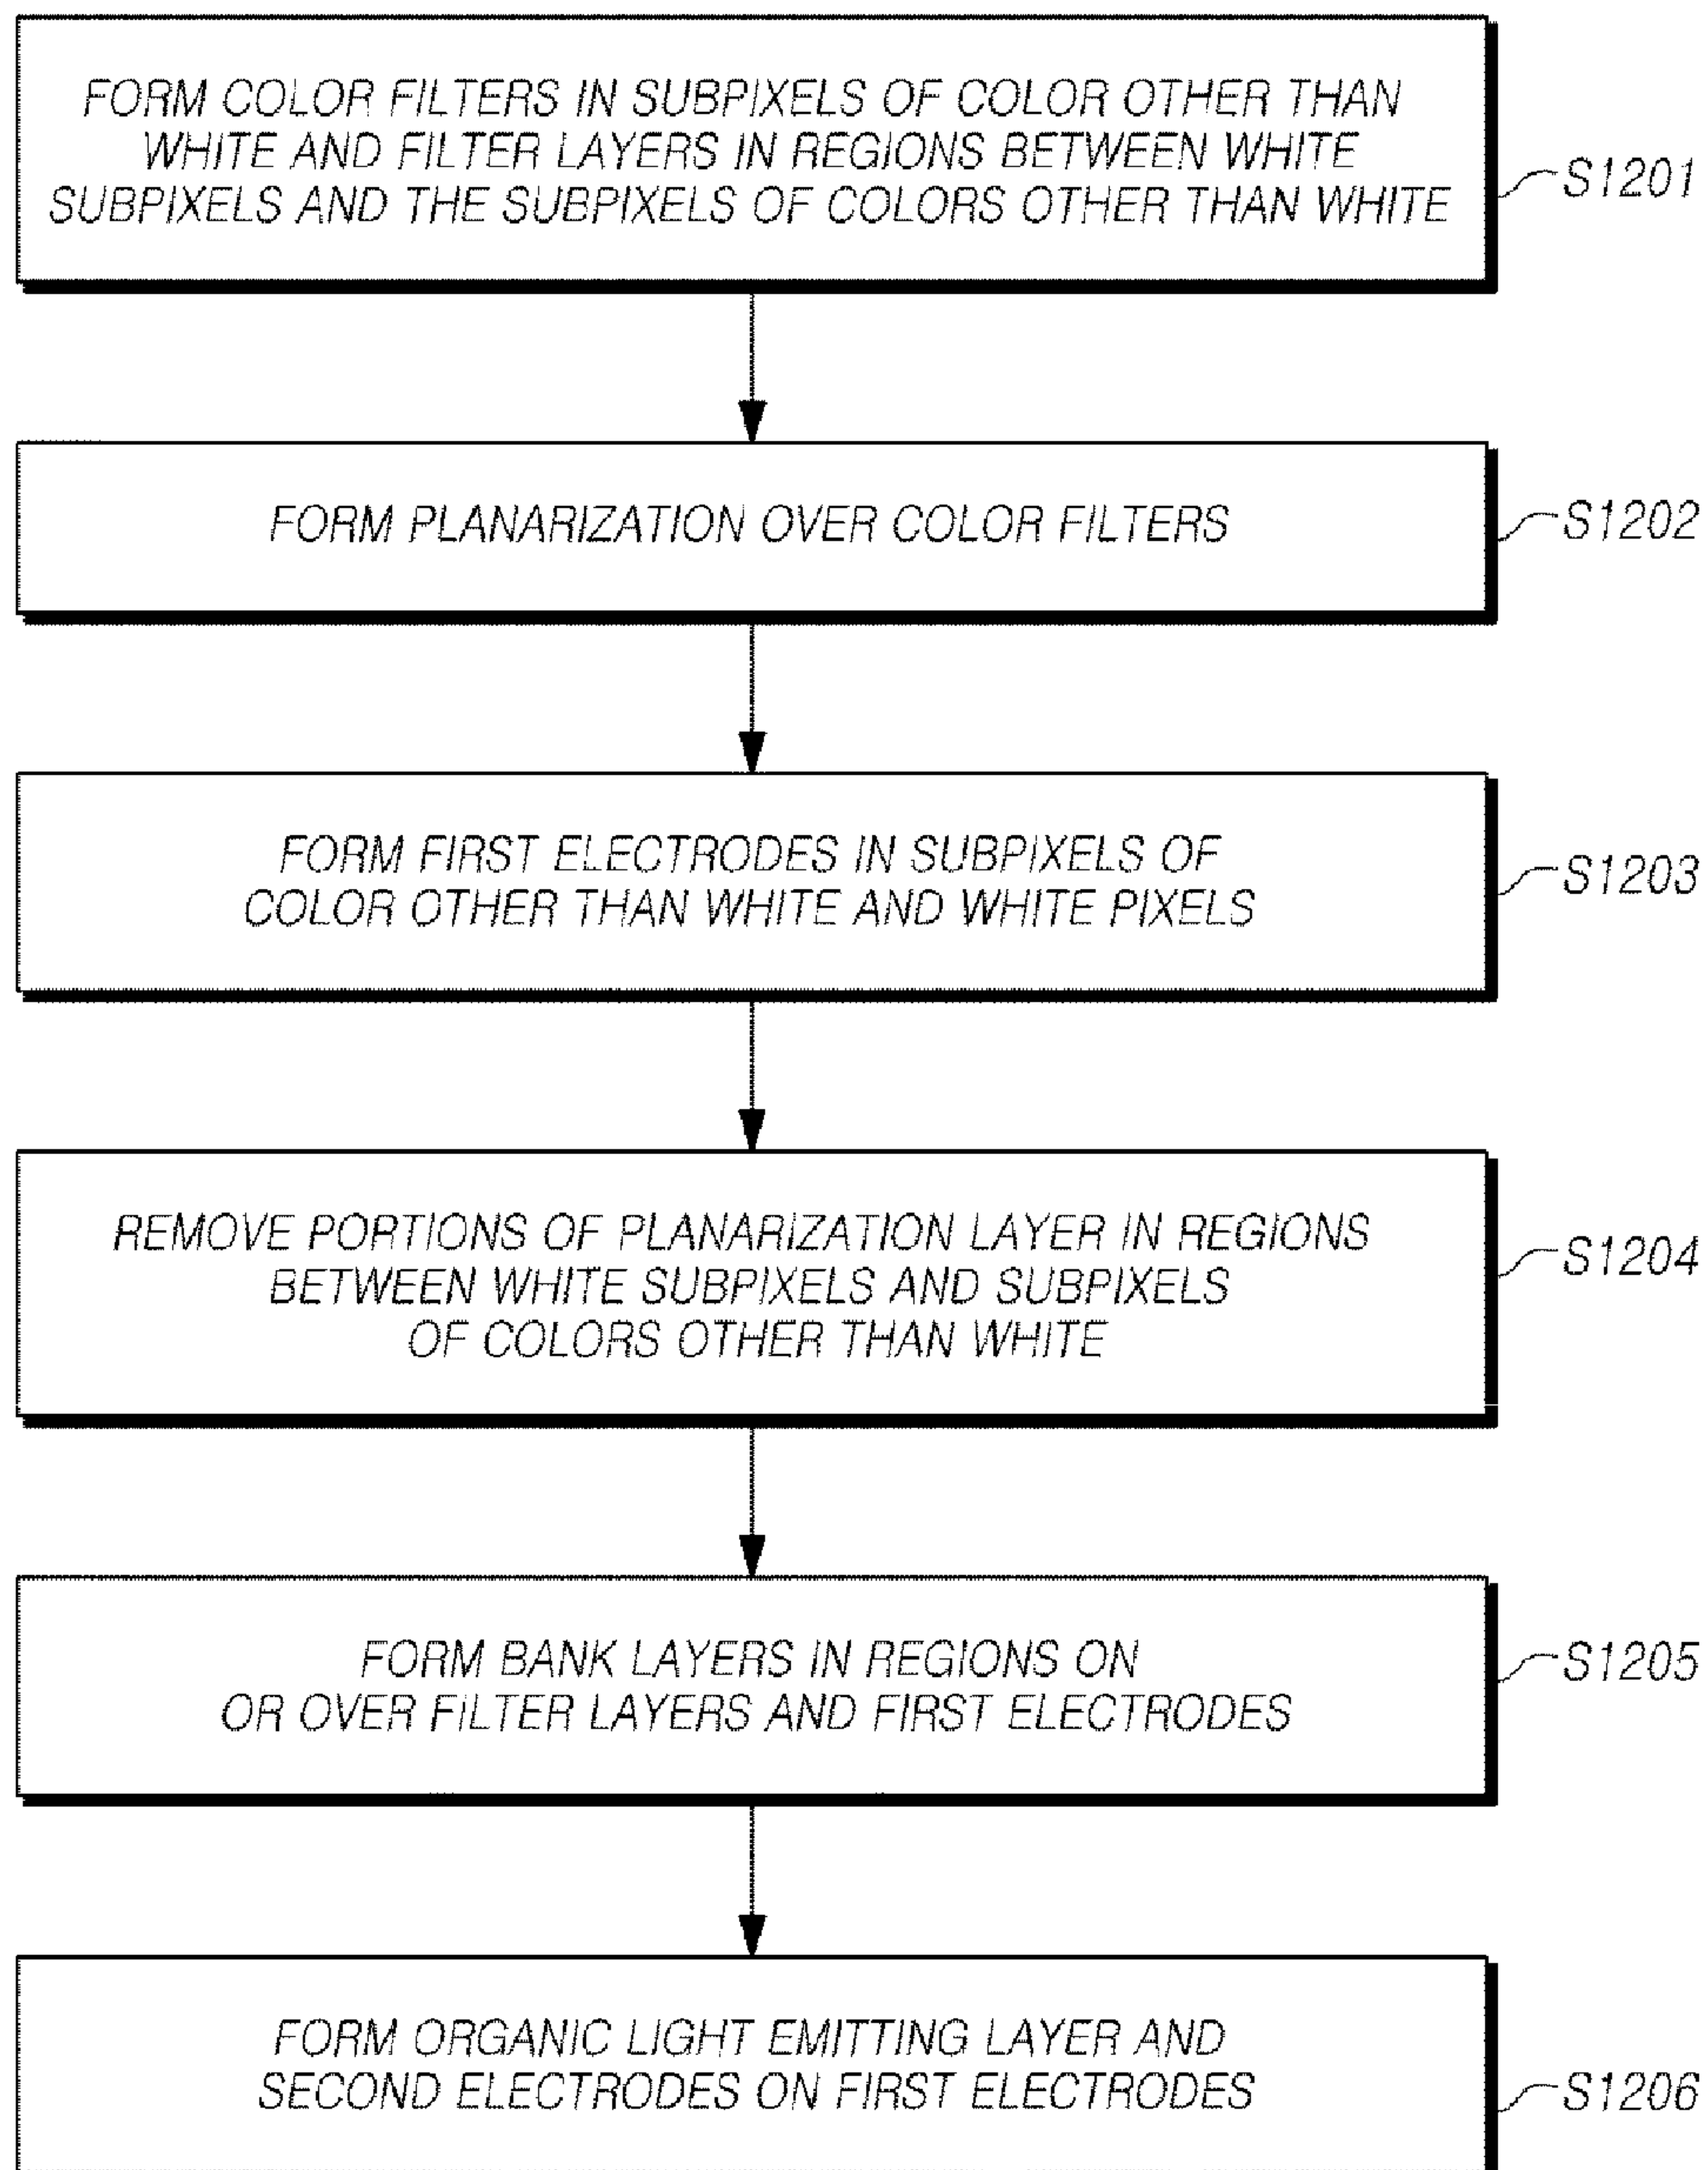 FORM COLOR FILTERS IN SUBPIXELS OF COLOR OTHER THAN
WHITE AND FILTER LAYERS IN REGIONS BETWEEN WHITE
SUBPIXELS AND THE SUBPIXELS OF COLORS OTHER THAN WHITE
S1201
FORM PLANARIZATION OVER COLOR FILTERS
S1202
FORM FIRST ELECTRODES IN SUBPIXELS OF
COLOR OTHER THAN WHITE AND WHITE PIXELS
S1203
REMOVE PORTIONS OF PLANARIZATION LAYER IN REGIONS
BETWEEN WHITE SUBPIXELS AND SUBPIXELS
OF COLORS OTHER THAN WHITE
S1204
FORM BANK LAYERS IN REGIONS ON
OR OVER FILTER LAYERS AND FIRST ELECTRODES
S1205
FORM ORGANIC LIGHT EMITTING LAYER AND
SECOND ELECTRODES ON FIRST ELECTRODES
S1206